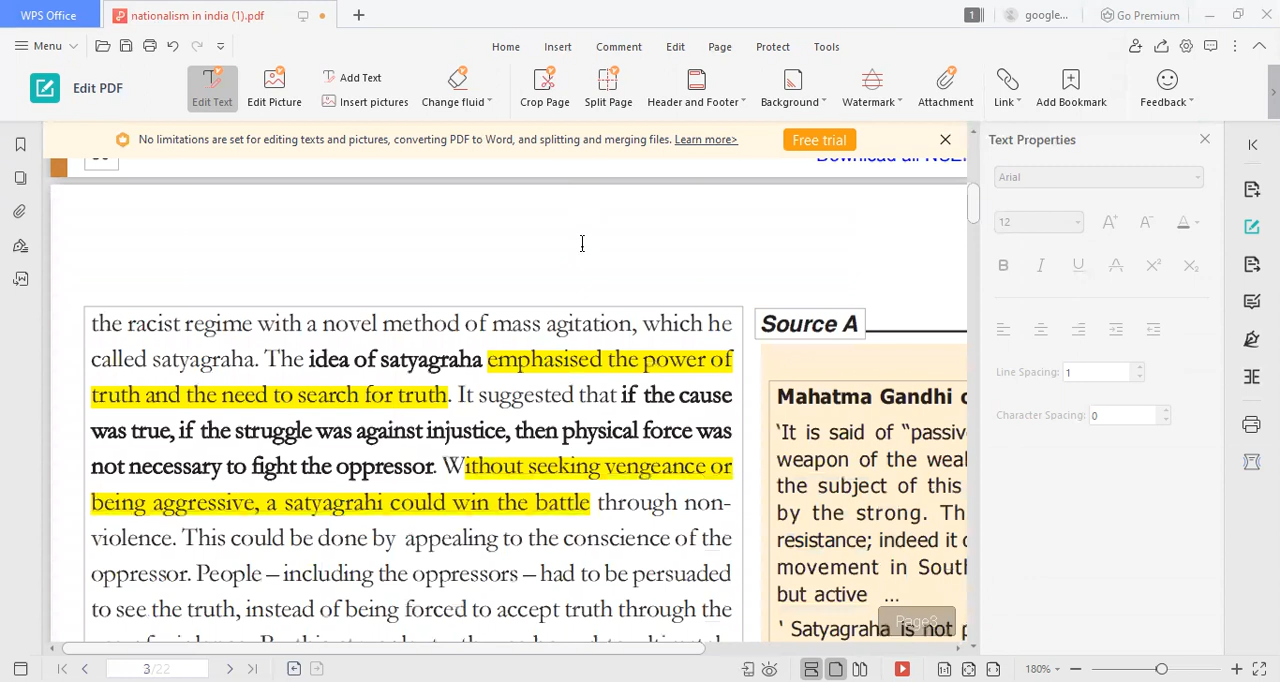 WPS Office
nationalism in india (1).pdf
1
google...
Go Premium
Menu
Home
Insert
Comment
Edit
Page
Protect
Tools
Edit PDF
Edit Text
Edit Picture
Add Text
Insert pictures
Change fluid
Crop Page
Split Page
Header and Footer
Background
Watermark
Attachment
Link
Add Bookmark
Feedback
No limitations are set for editing texts and pictures, converting PDF to Word, and splitting and merging files. Learn more>
Free trial
Download all NCE
the racist regime with a novel method of mass agitation, which he
called satyagraha. The idea of satyagraha emphasised the power of
truth and the need to search for truth. It suggested that if the cause
was true, if the struggle was against injustice, then physical force was
not necessary to fight the oppressor. Without seeking vengeance or
being aggressive, a satyagrahi could win the battle through non-
violence. This could be done by appealing to the conscience of the
oppressor. People – including the oppressors – had to be persuaded
to see the truth, instead of being forced to accept truth through the
Source A
Mahatma Gandhi
'It is said of "passiv
weapon of the weal
the subject of this
by the strong. Th
resistance; indeed it
movement in South
but active ...
' Satyagraha is not
Page3
Text Properties
Arial
12
A+
A-
A
B
I
U
A
X2
X2
Line Spacing:
1
Character Spacing:
0
3/22
180%